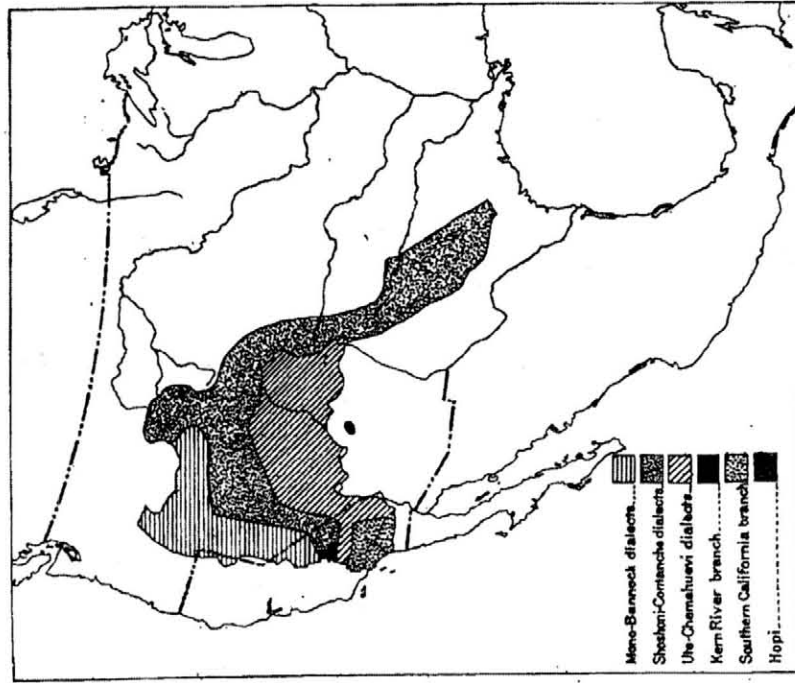 Mono-Bannock dialects
Shoshoni-Comanche dialects
Ute-Chemehuevi dialects
Kern River branch
Southern California branch
Hopi